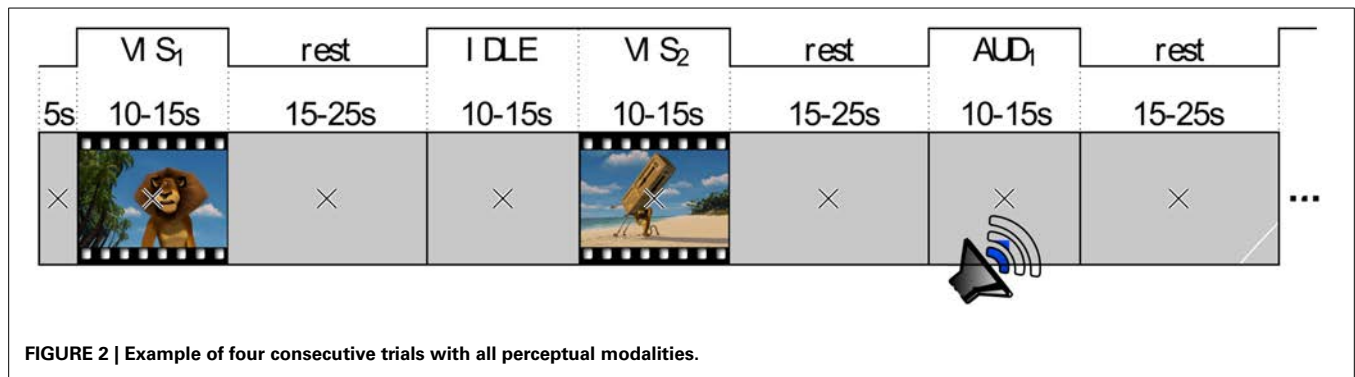 VIS₁ rest IDLE VIS₂ rest AUD₁ rest
5s 10-15s 15-25s 10-15s 10-15s 15-25s 10-15s 15-25s
...
FIGURE 2 | Example of four consecutive trials with all perceptual modalities.